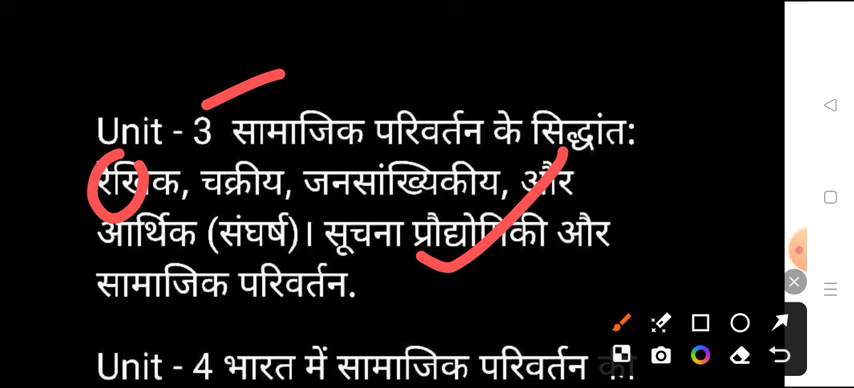 Unit - 3 सामाजिक परिवर्तन के सिद्धांत:
रेखिक, चक्रीय, जनसांख्यिकीय, और
आर्थिक (संघर्ष)। सूचना प्रौद्योगिकी और
सामाजिक परिवर्तन.
Unit - 4 भारत में सामाजिक परिवर्तन